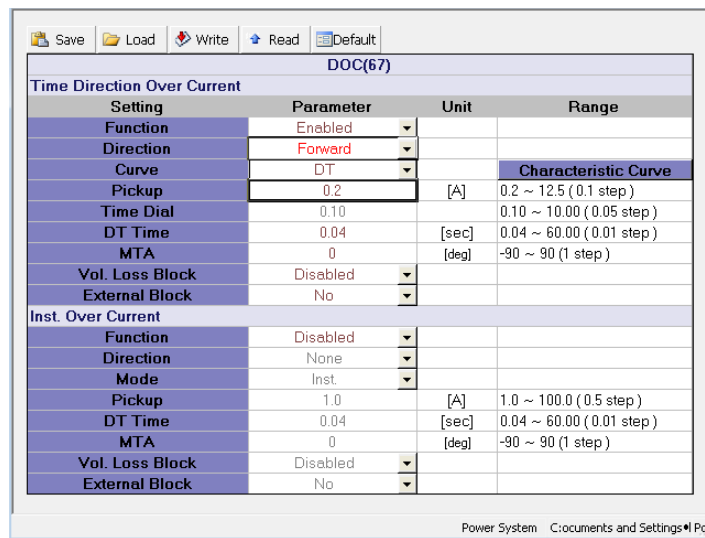 Save Load Write Read Default
DOC(67)
Time Direction Over Current
Setting Parameter Unit Range
Function Enabled
Direction Forward
Curve DT Characteristic Curve
Pickup 0.2 [A] 0.2 ~ 12.5 ( 0.1 step )
Time Dial 0.10 0.10 ~ 10.00 ( 0.05 step )
DT Time 0.04 [sec] 0.04 ~ 60.00 ( 0.01 step )
MTA 0 [deg] -90 ~ 90 (1 step )
Vol. Loss Block Disabled
External Block No
Inst. Over Current
Function Disabled
Direction None
Mode Inst.
Pickup 1.0 [A] 1.0 ~ 100.0 ( 0.5 step )
DT Time 0.04 [sec] 0.04 ~ 60.00 ( 0.01 step )
MTA 0 [deg] -90 ~ 90 (1 step )
Vol. Loss Block Disabled
External Block No
Power System C:ocuments and Settings